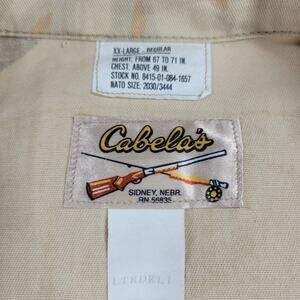 XX-LARGE - REGULAR
HEIGHT: FROM 67 TO 71 IN.
CHEST: ABOVE 49 IN.
STOCK NO. 8415-01-084-1657
NATO SIZE: 2030/3444
Cabela's
SIDNEY, NEBR.
RN 56835